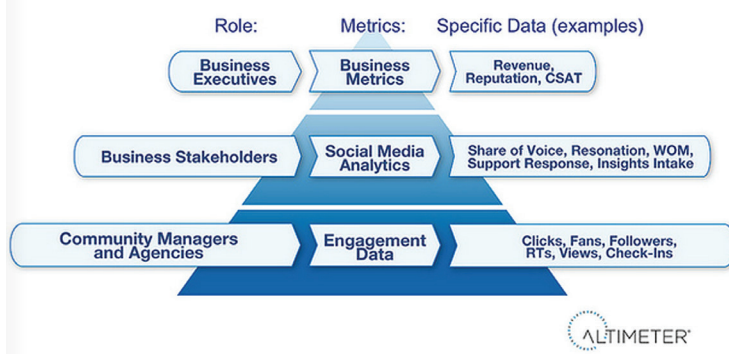 Role: Metrics: Specific Data (examples)
Business
Executives
Business
Metrics
Revenue,
Reputation, CSAT
Business Stakeholders
Social Media
Analytics
Share of Voice, Resonation, WOM,
Support Response, Insights Intake
Community Managers
and Agencies
Engagement
Data
Clicks, Fans, Followers,
RTs, Views, Check-Ins
ALTIMETER®